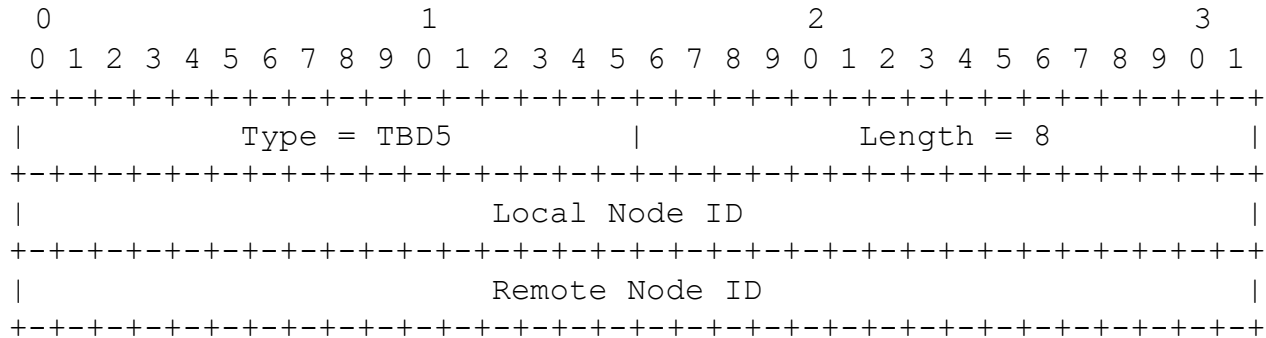 0                   1                   2                   3
 0 1 2 3 4 5 6 7 8 9 0 1 2 3 4 5 6 7 8 9 0 1 2 3 4 5 6 7 8 9 0 1
+-+-+-+-+-+-+-+-+-+-+-+-+-+-+-+-+-+-+-+-+-+-+-+-+-+-+-+-+-+-+-+-+
|           Type = TBD5         |           Length = 8          |
+-+-+-+-+-+-+-+-+-+-+-+-+-+-+-+-+-+-+-+-+-+-+-+-+-+-+-+-+-+-+-+-+
|                        Local Node ID                          |
+-+-+-+-+-+-+-+-+-+-+-+-+-+-+-+-+-+-+-+-+-+-+-+-+-+-+-+-+-+-+-+-+
|                        Remote Node ID                         |
+-+-+-+-+-+-+-+-+-+-+-+-+-+-+-+-+-+-+-+-+-+-+-+-+-+-+-+-+-+-+-+-+